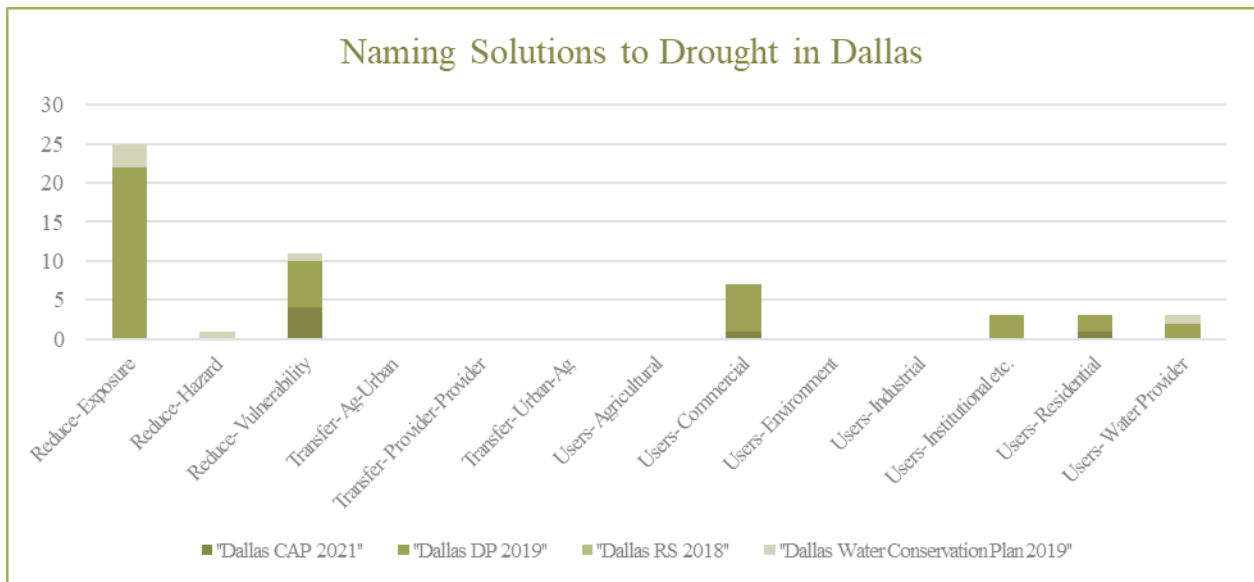 Naming Solutions to Drought in Dallas
30
25
20
15
10
5
0
Reduce- Exposure
Reduce- Hazard
Reduce- Vulnerability
Transfer- Ag-Urban
Transfer- Provider-Provider
Transfer- Urban-Ag
Users- Agricultural
Users- Commercial
Users- Environment
Users- Industrial
Users- Institutional etc.
Users- Residential
Users- Water Provider
"Dallas CAP 2021" "Dallas DP 2019" "Dallas RS 2018" "Dallas Water Conservation Plan 2019"